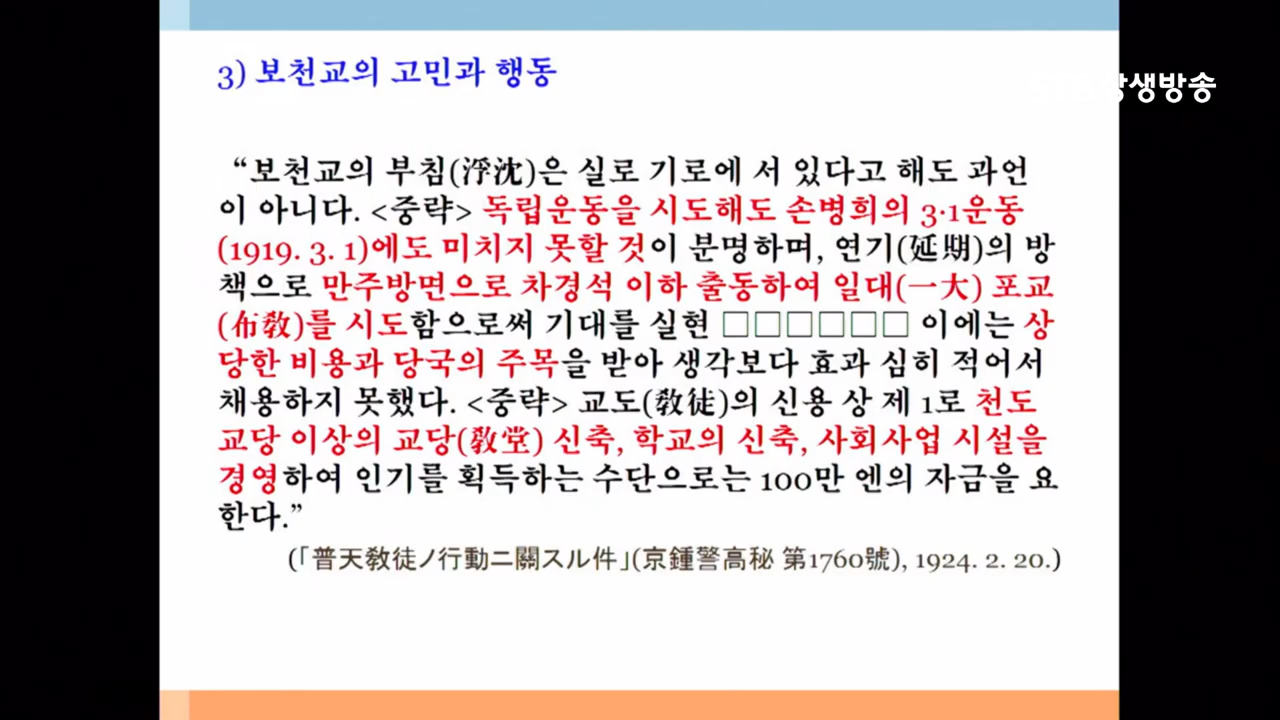 3) 보천교의 고민과 행동
상생방송
“보천교의 부침(浮沈)은 실로 기로에 서 있다고 해도 과언
이 아니다. <중략> 독립운동을 시도해도 손병희의 3·1운동
(1919. 3. 1)에도 미치지 못할 것이 분명하며, 연기(延期)의 방
책으로 만주방면으로 차경석 이하 출동하여 일대(一大) 포교
(布敎)를 시도함으로써 기대를 실현 □□□□□□ 이에는 상
당한 비용과 당국의 주목을 받아 생각보다 효과 심히 적어서
채용하지 못했다. <중략> 교도(敎徒)의 신용 상 제 1로 천도
교당 이상의 교당(敎堂) 신축, 학교의 신축, 사회사업 시설을
경영하여 인기를 획득하는 수단으로는 100만 엔의 자금을 요
한다.”
(「普天敎徒ノ行動ニ關スル件」(京鍾警高秘 第1760號), 1924. 2. 20.)